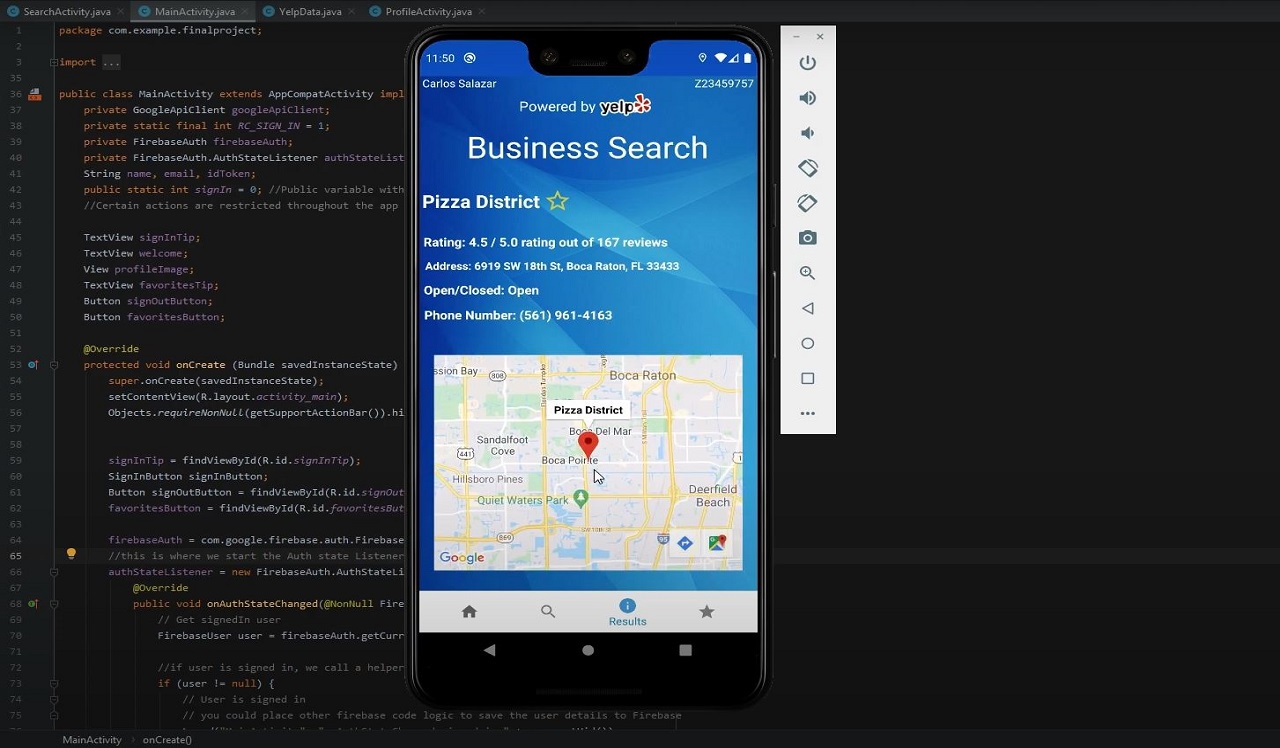 SearchActivity.java
MainActivity.java
YelpData.java
ProfileActivity.java
1 package com.example.finalproject;
2
3 import ...
35
36 public class MainActivity extends AppCompatActivity impl
37 private GoogleApiClient googleApiClient;
38 private static final int RC_SIGN_IN = 1;
39 private FirebaseAuth firebaseAuth;
40 private FirebaseAuth.AuthStateListener authStateList
41 String name, email, idToken;
42 public static int signIn = 0; //Public variable with
43 //Certain actions are restricted throughout the app
44
45 TextView signInTip;
46 TextView welcome;
47 View profileImage;
48 TextView favoritesTip;
49 Button signOutButton;
50 Button favoritesButton;
51
52 @Override
53 protected void onCreate (Bundle savedInstanceState)
54 super.onCreate(savedInstanceState);
55 setContentView(R.layout.activity_main);
56 Objects.requireNonNull(getSupportActionBar()).hi
57
58
59 signInTip = findViewById(R.id.signInTip);
60 SignInButton signInButton;
61 Button signOutButton = findViewById(R.id.signOut
62 favoritesButton = findViewById(R.id.favoritesBut
63
64 firebaseAuth = com.google.firebase.auth.Firebase
65 //this is where we start the Auth state Listener
66 authStateListener = new FirebaseAuth.AuthStateLi
67 @Override
68 public void onAuthStateChanged(@NonNull Fire
69 // Get signedIn user
70 FirebaseUser user = firebaseAuth.getCurr
71
72 //if user is signed in, we call a helper
73 if (user != null) {
74 // User is signed in
75 // you could place other firebase code logic to save the user details to Firebase
MainActivity > onCreate()
11:50
Carlos Salazar Z23459757
Powered by yelp
Business Search
Pizza District
Rating: 4.5 / 5.0 rating out of 167 reviews
Address: 6919 SW 18th St, Boca Raton, FL 33433
Open/Closed: Open
Phone Number: (561) 961-4163
ssion Bay
808
Boca Raton
Pizza District
Boca Del Mar
Sandalfoot
Cove
441
Boca Pointe
1
Hillsboro Pines
Quiet Waters Park
Deerfield
Beach
869
95
Google
Results